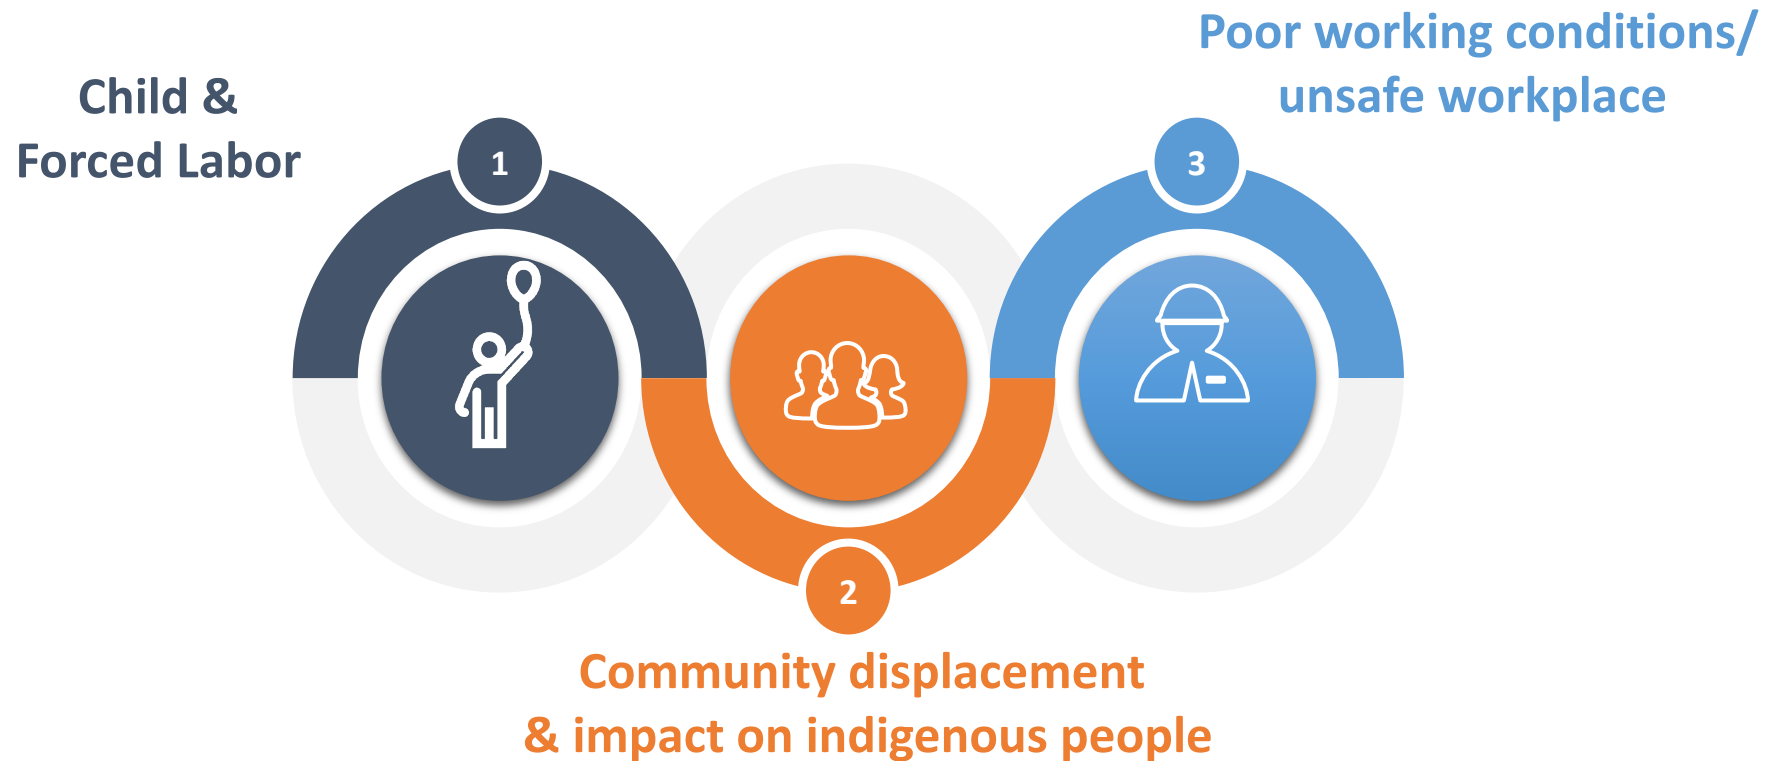 Child &
Forced Labor
1
Community displacement
& impact on indigenous people
2
Poor working conditions/
unsafe workplace
3